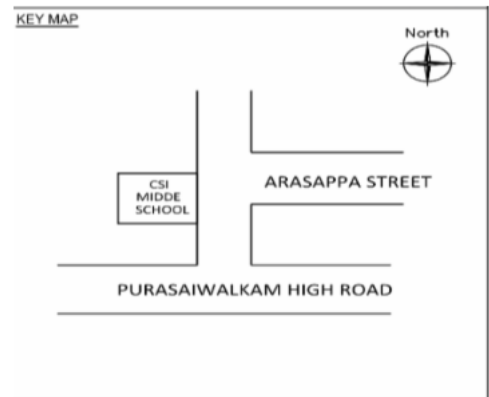 KEY MAP
North
CSI
MIDDE
SCHOOL
ARASAPPA STREET
PURASAIWALKAM HIGH ROAD